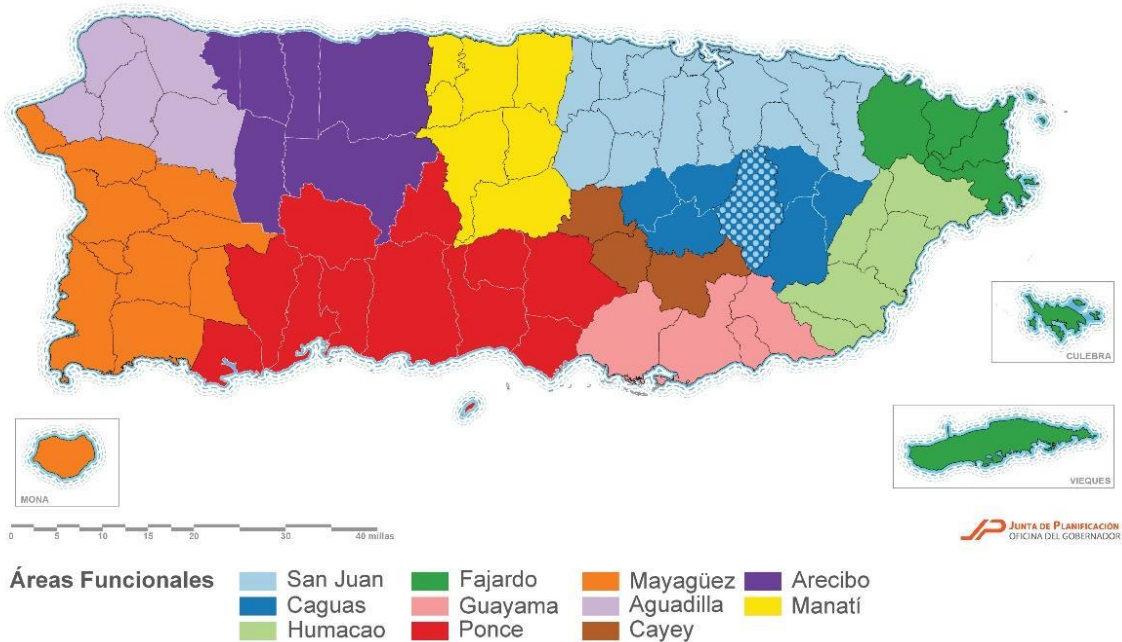 CULEBRA
MONA
VIEQUES
0 5 10 15 20 30 40 millas
JP JUNTA DE PLANIFICACIÓN
OFICINA DEL GOBERNADOR
Áreas Funcionales
San Juan Fajardo Mayagüez Arecibo
Caguas Guayama Aguadilla Manatí
Humacao Ponce Cayey